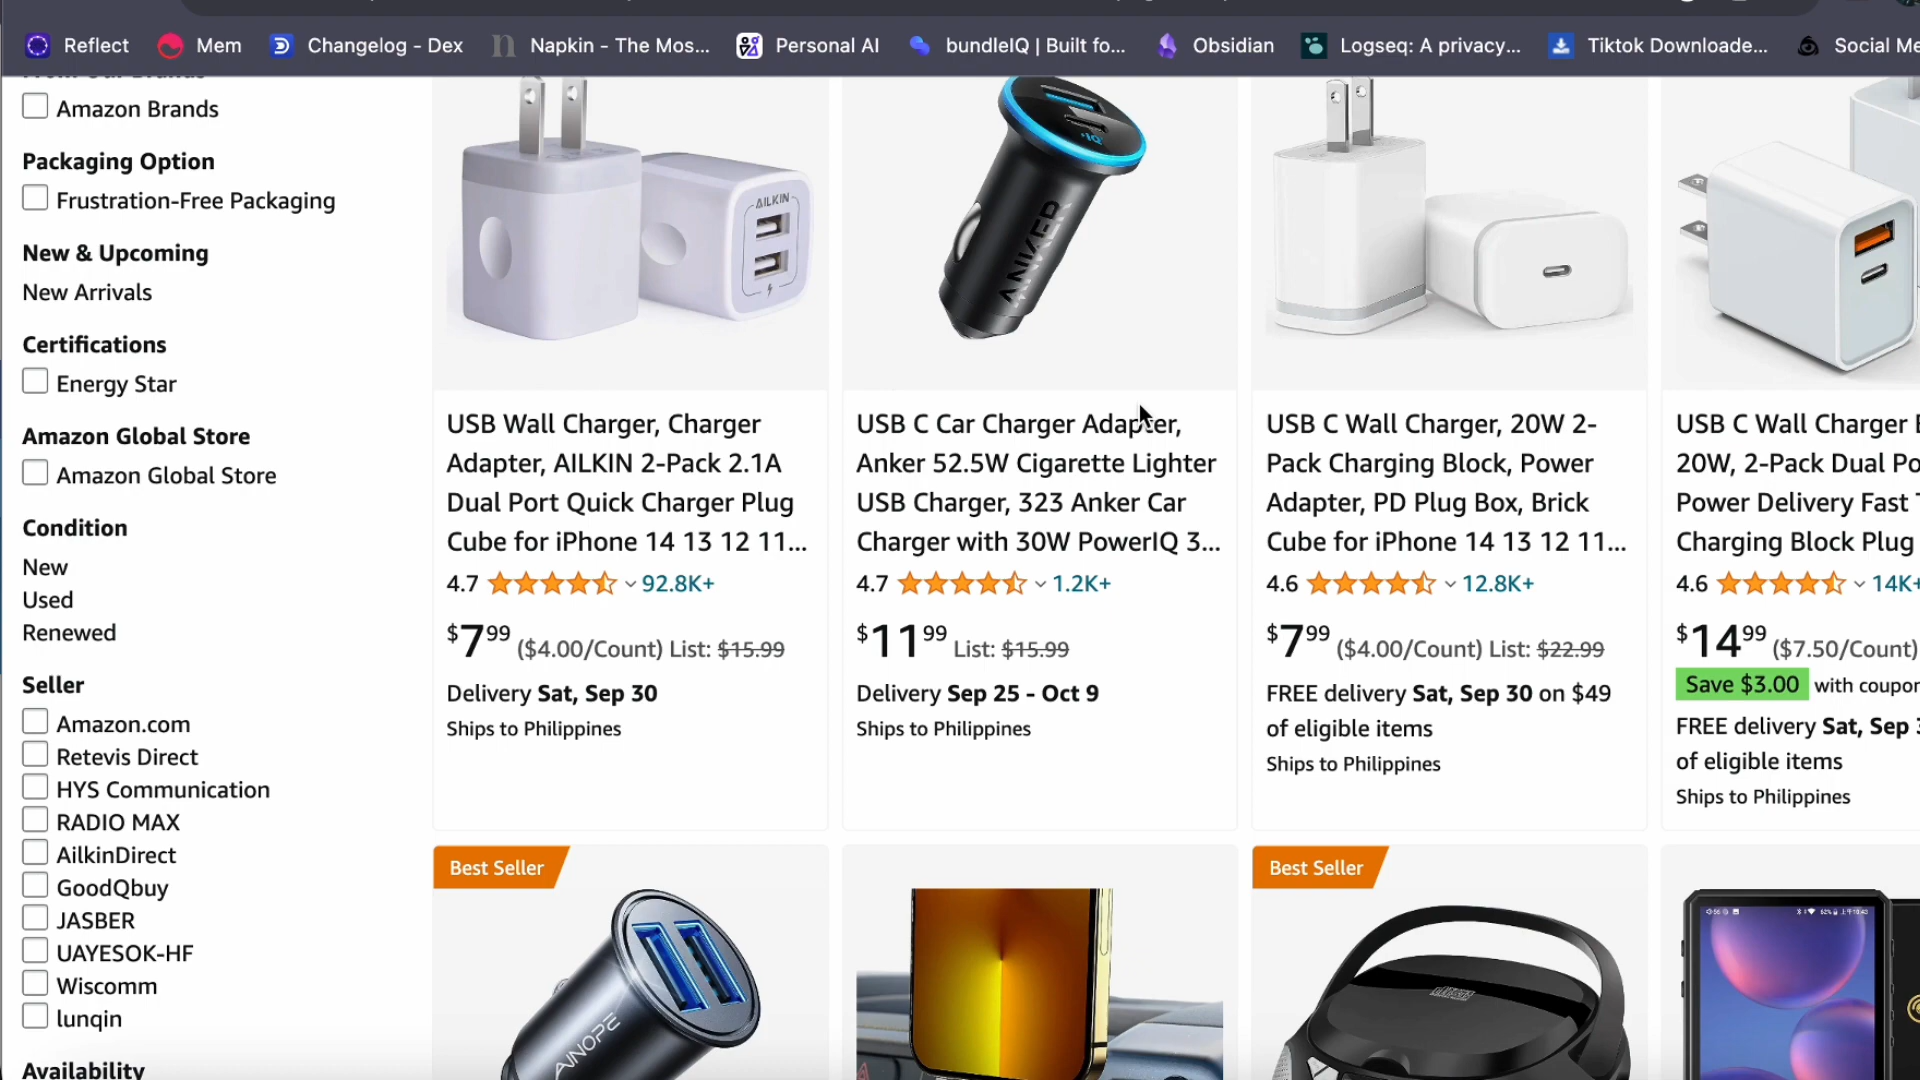 Reflect
Mem
Changelog - Dex
Napkin - The Mos...
Personal AI
bundleIQ | Built fo...
Obsidian
Logseq: A privacy...
Tiktok Downloade...
Social Me
Amazon Brands
Packaging Option
Frustration-Free Packaging
New & Upcoming
New Arrivals
Certifications
Energy Star
Amazon Global Store
Amazon Global Store
Condition
New
Used
Renewed
Seller
Amazon.com
Retevis Direct
HYS Communication
RADIO MAX
AilkinDirect
GoodQbuy
JASBER
UAYESOK-HF
Wiscomm
lunqin
Availability
AILKIN
USB Wall Charger, Charger
Adapter, AILKIN 2-Pack 2.1A
Dual Port Quick Charger Plug
Cube for iPhone 14 13 12 11...
4.7 92.8K+
$799 ($4.00/Count) List: $15.99
Delivery Sat, Sep 30
Ships to Philippines
IQ
ANKER
USB C Car Charger Adapter,
Anker 52.5W Cigarette Lighter
USB Charger, 323 Anker Car
Charger with 30W PowerIQ 3...
4.7 1.2K+
$1199 List: $15.99
Delivery Sep 25 - Oct 9
Ships to Philippines
USB C Wall Charger, 20W 2-
Pack Charging Block, Power
Adapter, PD Plug Box, Brick
Cube for iPhone 14 13 12 11...
4.6 12.8K+
$799 ($4.00/Count) List: $22.99
FREE delivery Sat, Sep 30 on $49
of eligible items
Ships to Philippines
USB C Wall Charger
20W, 2-Pack Dual Po
Power Delivery Fast
Charging Block Plug
4.6 14K+
$1499 ($7.50/Count)
Save $3.00 with coupon
FREE delivery Sat, Sep
of eligible items
Ships to Philippines
Best Seller
AINOPE
Best Seller